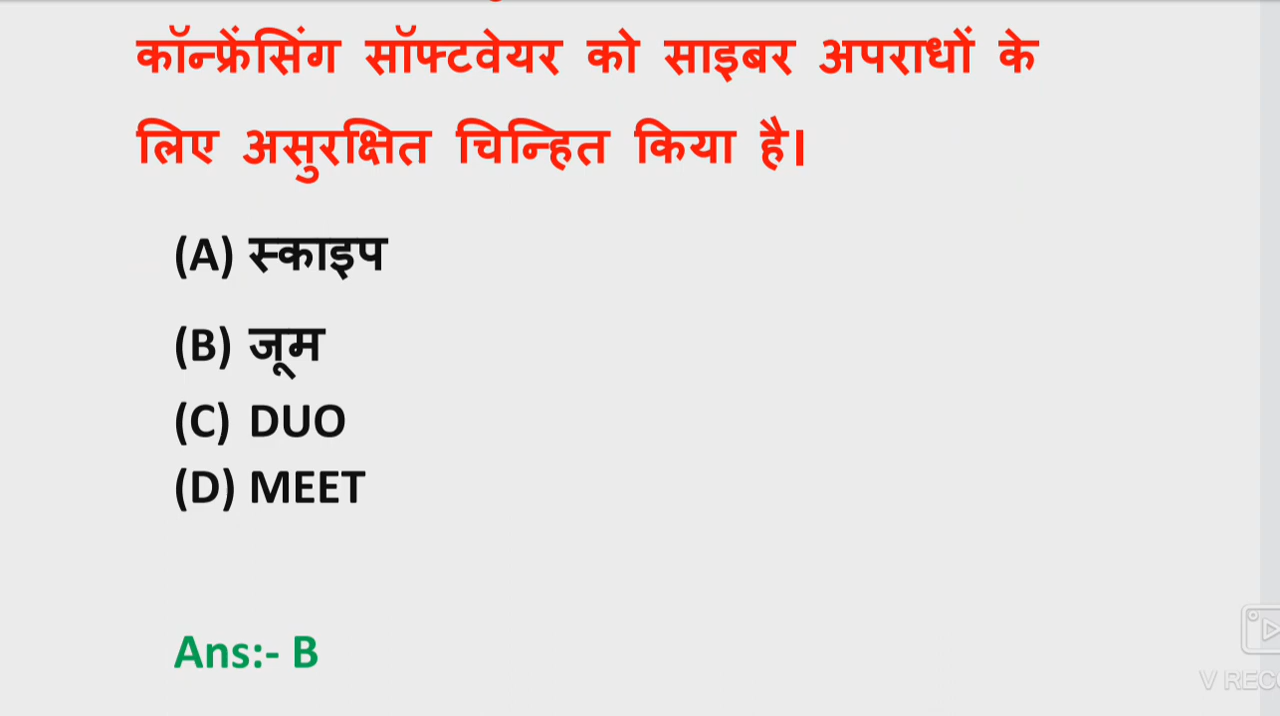 कॉन्फ्रेंसिंग सॉफ्टवेयर को साइबर अपराधों के
लिए असुरक्षित चिन्हित किया है।
(A) स्काइप
(B) जूम
(C) DUO
(D) MEET
Ans:- B